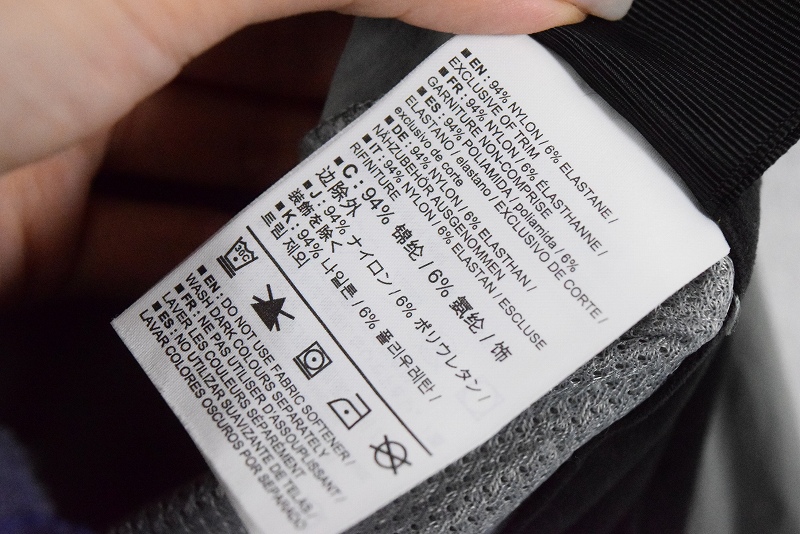 ■ EN : 94% NYLON / 6% ELASTANE /
EXCLUSIVE OF TRIM
■ FR : 94% NYLON / 6% ÉLASTHANNE /
GARNITURE NON-COMPRISE
■ ES : 94% POLIAMIDA / poliamida / 6%
ELASTANO / elastano / EXCLUSIVO DE CORTE /
exclusivo de corte
■ DE : 94% NYLON / 6% ELASTHAN /
NÄHZUBEHÖR AUSGENOMMEN
■ IT : 94% NYLON / 6% ELASTAN / ESCLUSE
RIFINITURE
■ C : 94% 锦纶 / 6% 氨纶 / 饰
边除外
■ J : 94% ナイロン / 6% ポリウレタン /
装飾を除く
■ K : 94% 나일론 / 6% 폴리우레탄 /
트림 제외
30C
■ EN : DO NOT USE FABRIC SOFTENER /
WASH DARK COLOURS SEPARATELY
■ FR : NE PAS UTILISER D'ASSOUPLISSANT /
LAVER LES COULEURS SÉPARÉMENT
■ ES : NO UTILIZAR SUAVIZANTE DE TELAS /
LAVAR COLORES OSCUROS POR SEPARADO